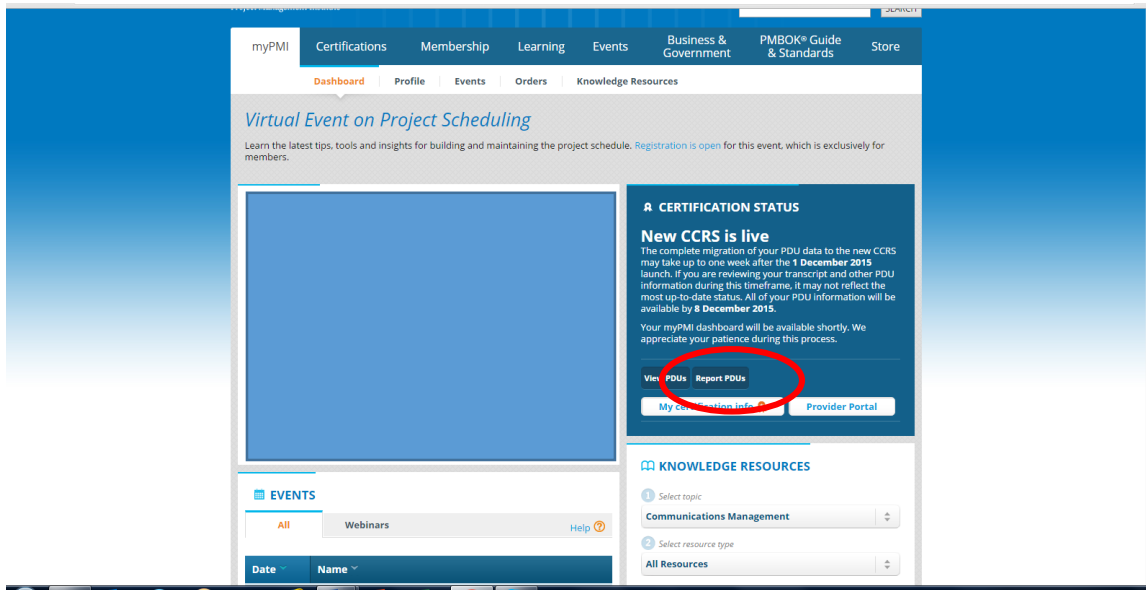 SEARCH
myPMI Certifications Membership Learning Events Business & Government PMBOK® Guide & Standards Store
Dashboard Profile Events Orders Knowledge Resources
Virtual Event on Project Scheduling
Learn the latest tips, tools and insights for building and maintaining the project schedule. Registration is open for this event, which is exclusively for
members.
CERTIFICATION STATUS
New CCRS is live
The complete migration of your PDU data to the new CCRS
may take up to one week after the 1 December 2015
launch. If you are reviewing your transcript and other PDU
information during this timeframe, it may not reflect the
most up-to-date status. All of your PDU information will be
available by 8 December 2015.
Your myPMI dashboard will be available shortly. We
appreciate your patience during this process.
View PDUs Report PDUs
My certification info Provider Portal
KNOWLEDGE RESOURCES
1 Select topic
Communications Management
2 Select resource type
All Resources
EVENTS
All Webinars Help ?
Date Name